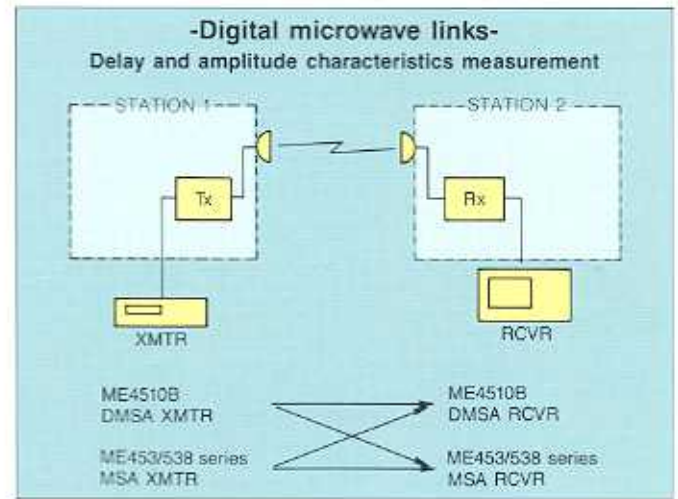 -Digital microwave links-
Delay and amplitude characteristics measurement
STATION 1
STATION 2
Tx
Rx
XMTR
RCVR
ME4510B
DMSA XMTR
ME4510B
DMSA RCVR
ME453/538 series
MSA XMTR
ME453/538 series
MSA RCVR